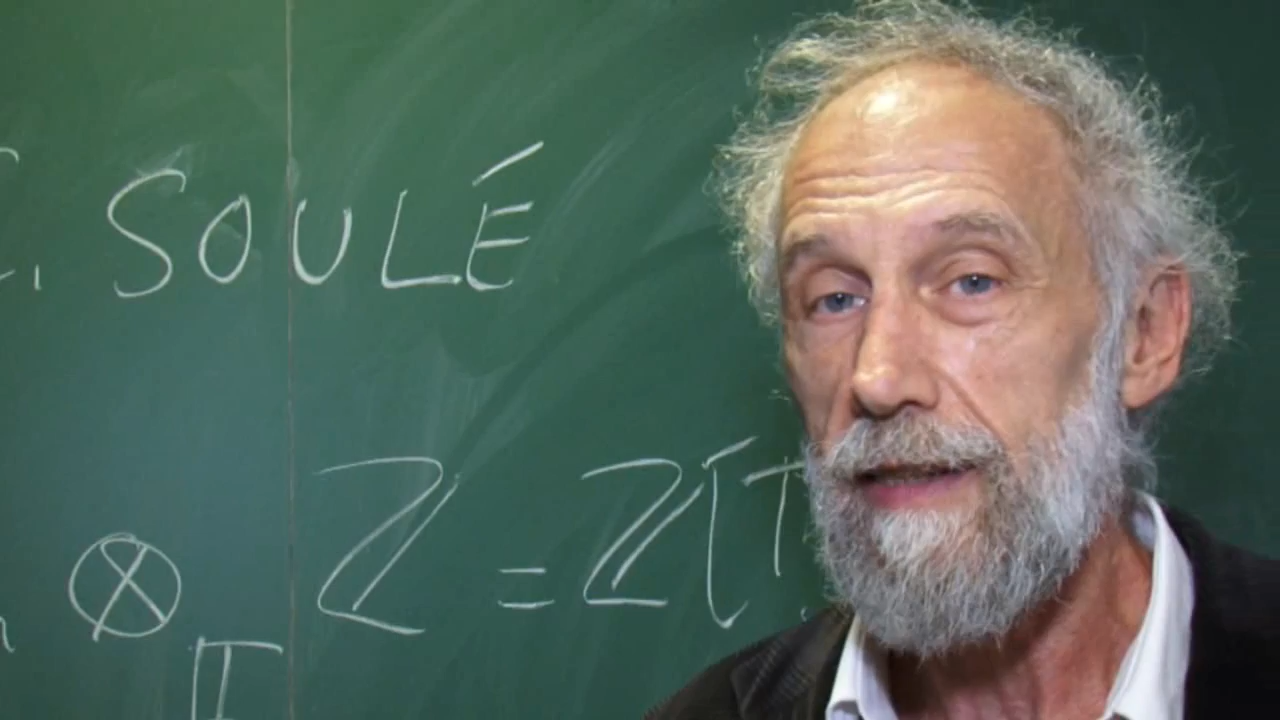 . SOULÉ
⊗ ℤ = ℤ[T
𝔽